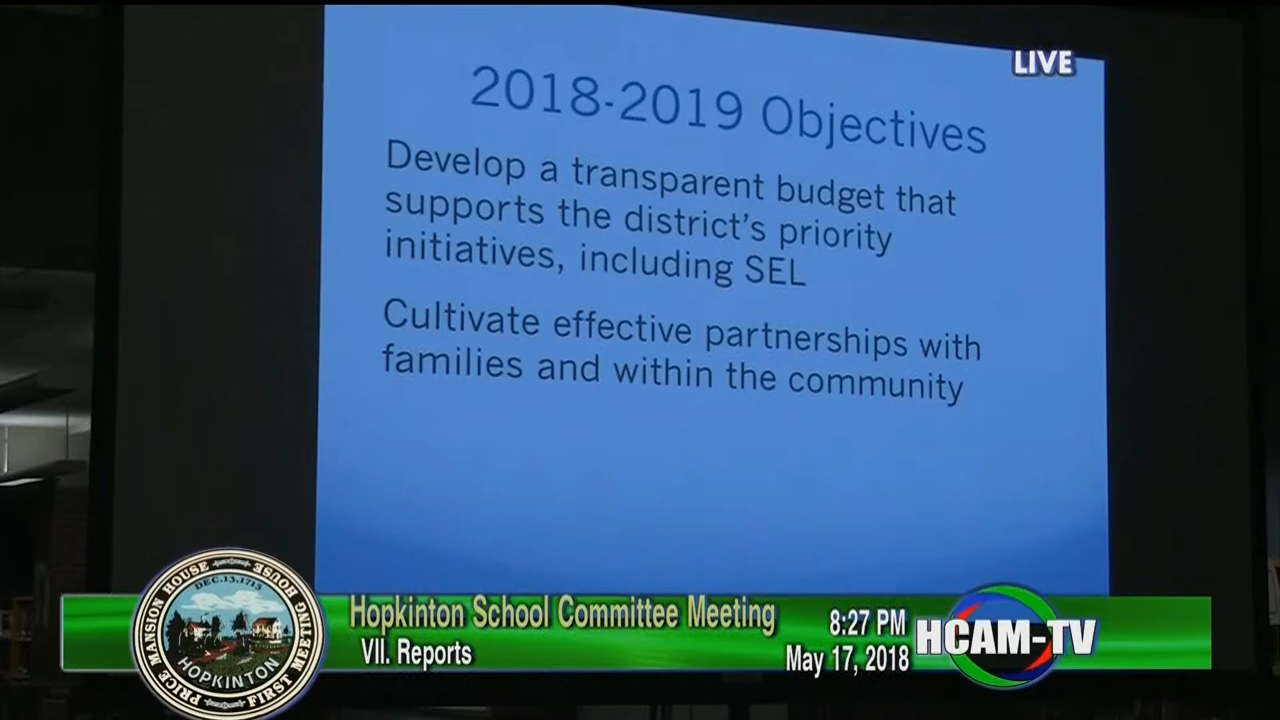 LIVE
2018-2019 Objectives
Develop a transparent budget that
supports the district's priority
initiatives, including SEL
Cultivate effective partnerships with
families and within the community
PRICE MANSION HOUSE
FIRST MEETING HOUSE
DEC.13.1715
HOPKINTON
Hopkinton School Committee Meeting
VII. Reports
8:27 PM
May 17, 2018
HCAM-TV